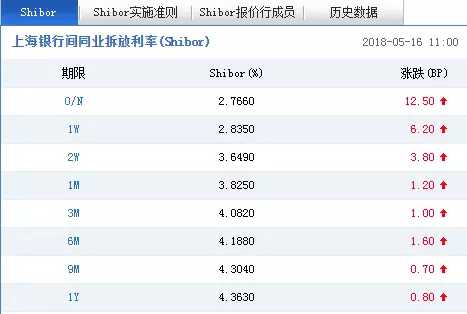 Shibor Shibor实施准则 Shibor报价行成员 历史数据
上海银行间同业拆放利率(Shibor) 2018-05-16 11:00
期限 Shibor(%) 涨跌(BP)
O/N 2.7660 12.50
1W 2.8350 6.20
2W 3.6490 3.80
1M 3.8250 1.20
3M 4.0820 1.00
6M 4.1880 1.60
9M 4.3040 0.70
1Y 4.3630 0.80